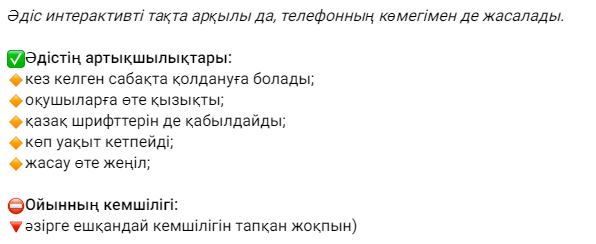 Әдіс интерактивті тақта арқылы да, телефонның көмегімен де жасалады.
✅Әдістің артықшылықтары:
🔸кез келген сабақта қолдануға болады;
🔸оқушыларға өте қызықты;
🔸қазақ шрифттерін де қабылдайды;
🔸көп уақыт кетпейді;
🔸жасау өте жеңіл;
⛔Ойынның кемшілігі:
🔻әзірге ешқандай кемшілігін тапқан жоқпын)